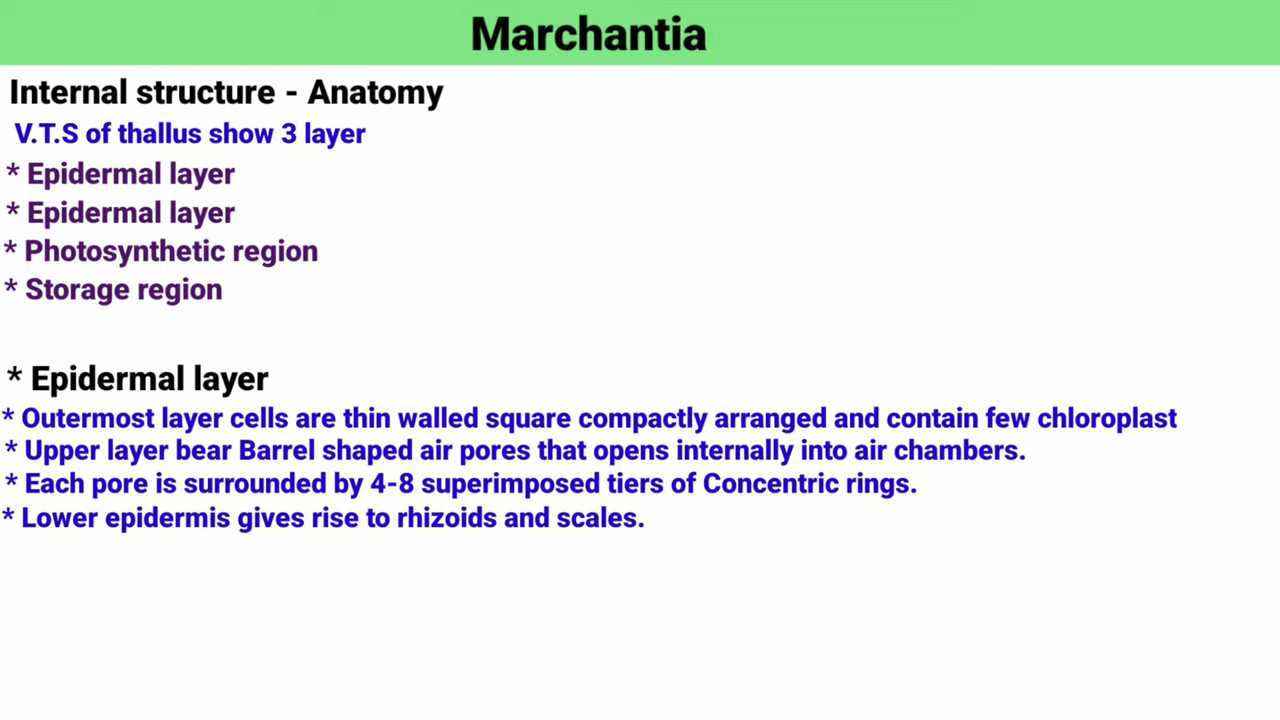 Marchantia
Internal structure - Anatomy
V.T.S of thallus show 3 layer
* Epidermal layer
* Epidermal layer
* Photosynthetic region
* Storage region
* Epidermal layer
* Outermost layer cells are thin walled square compactly arranged and contain few chloroplast
* Upper layer bear Barrel shaped air pores that opens internally into air chambers.
* Each pore is surrounded by 4-8 superimposed tiers of Concentric rings.
* Lower epidermis gives rise to rhizoids and scales.